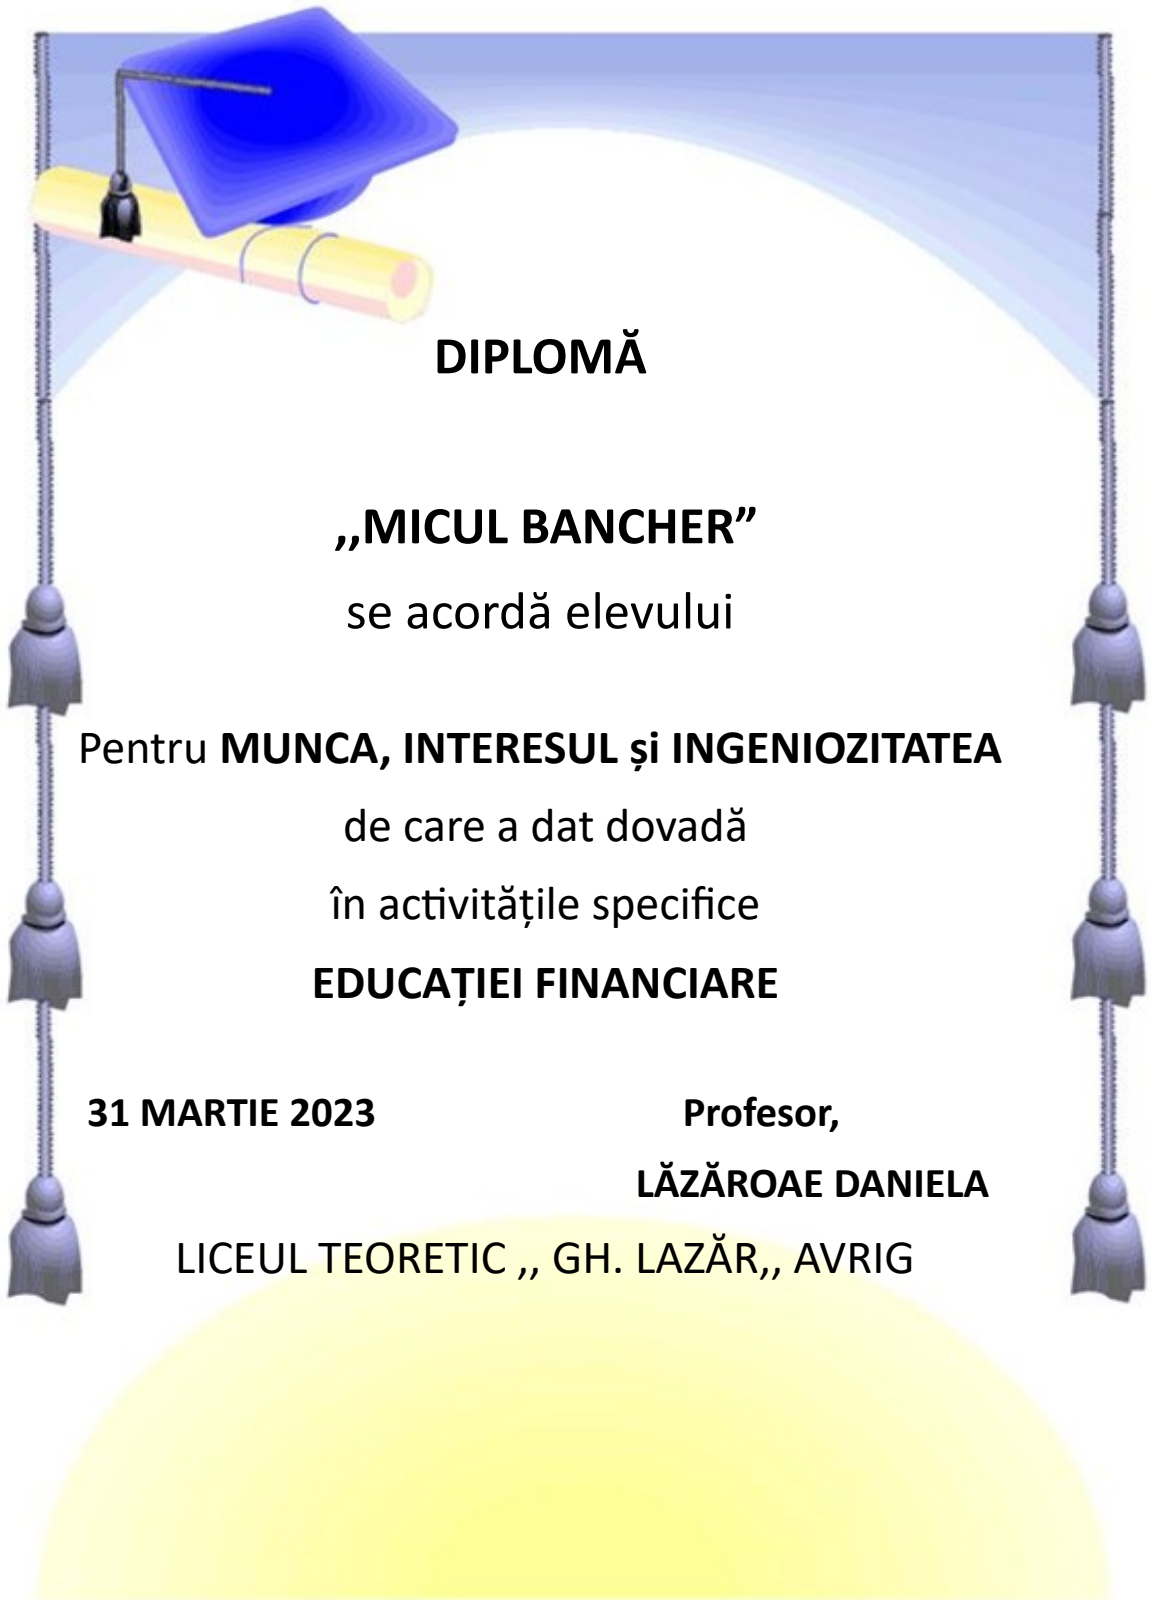 DIPLOMĂ
,,MICUL BANCHER”
se acordă elevului
Pentru MUNCA, INTERESUL și INGENIOZITATEA
de care a dat dovadă
în activitățile specifice
EDUCAȚIEI FINANCIARE
31 MARTIE 2023 Profesor,
LĂZĂROAE DANIELA
LICEUL TEORETIC ,, GH. LAZĂR,, AVRIG